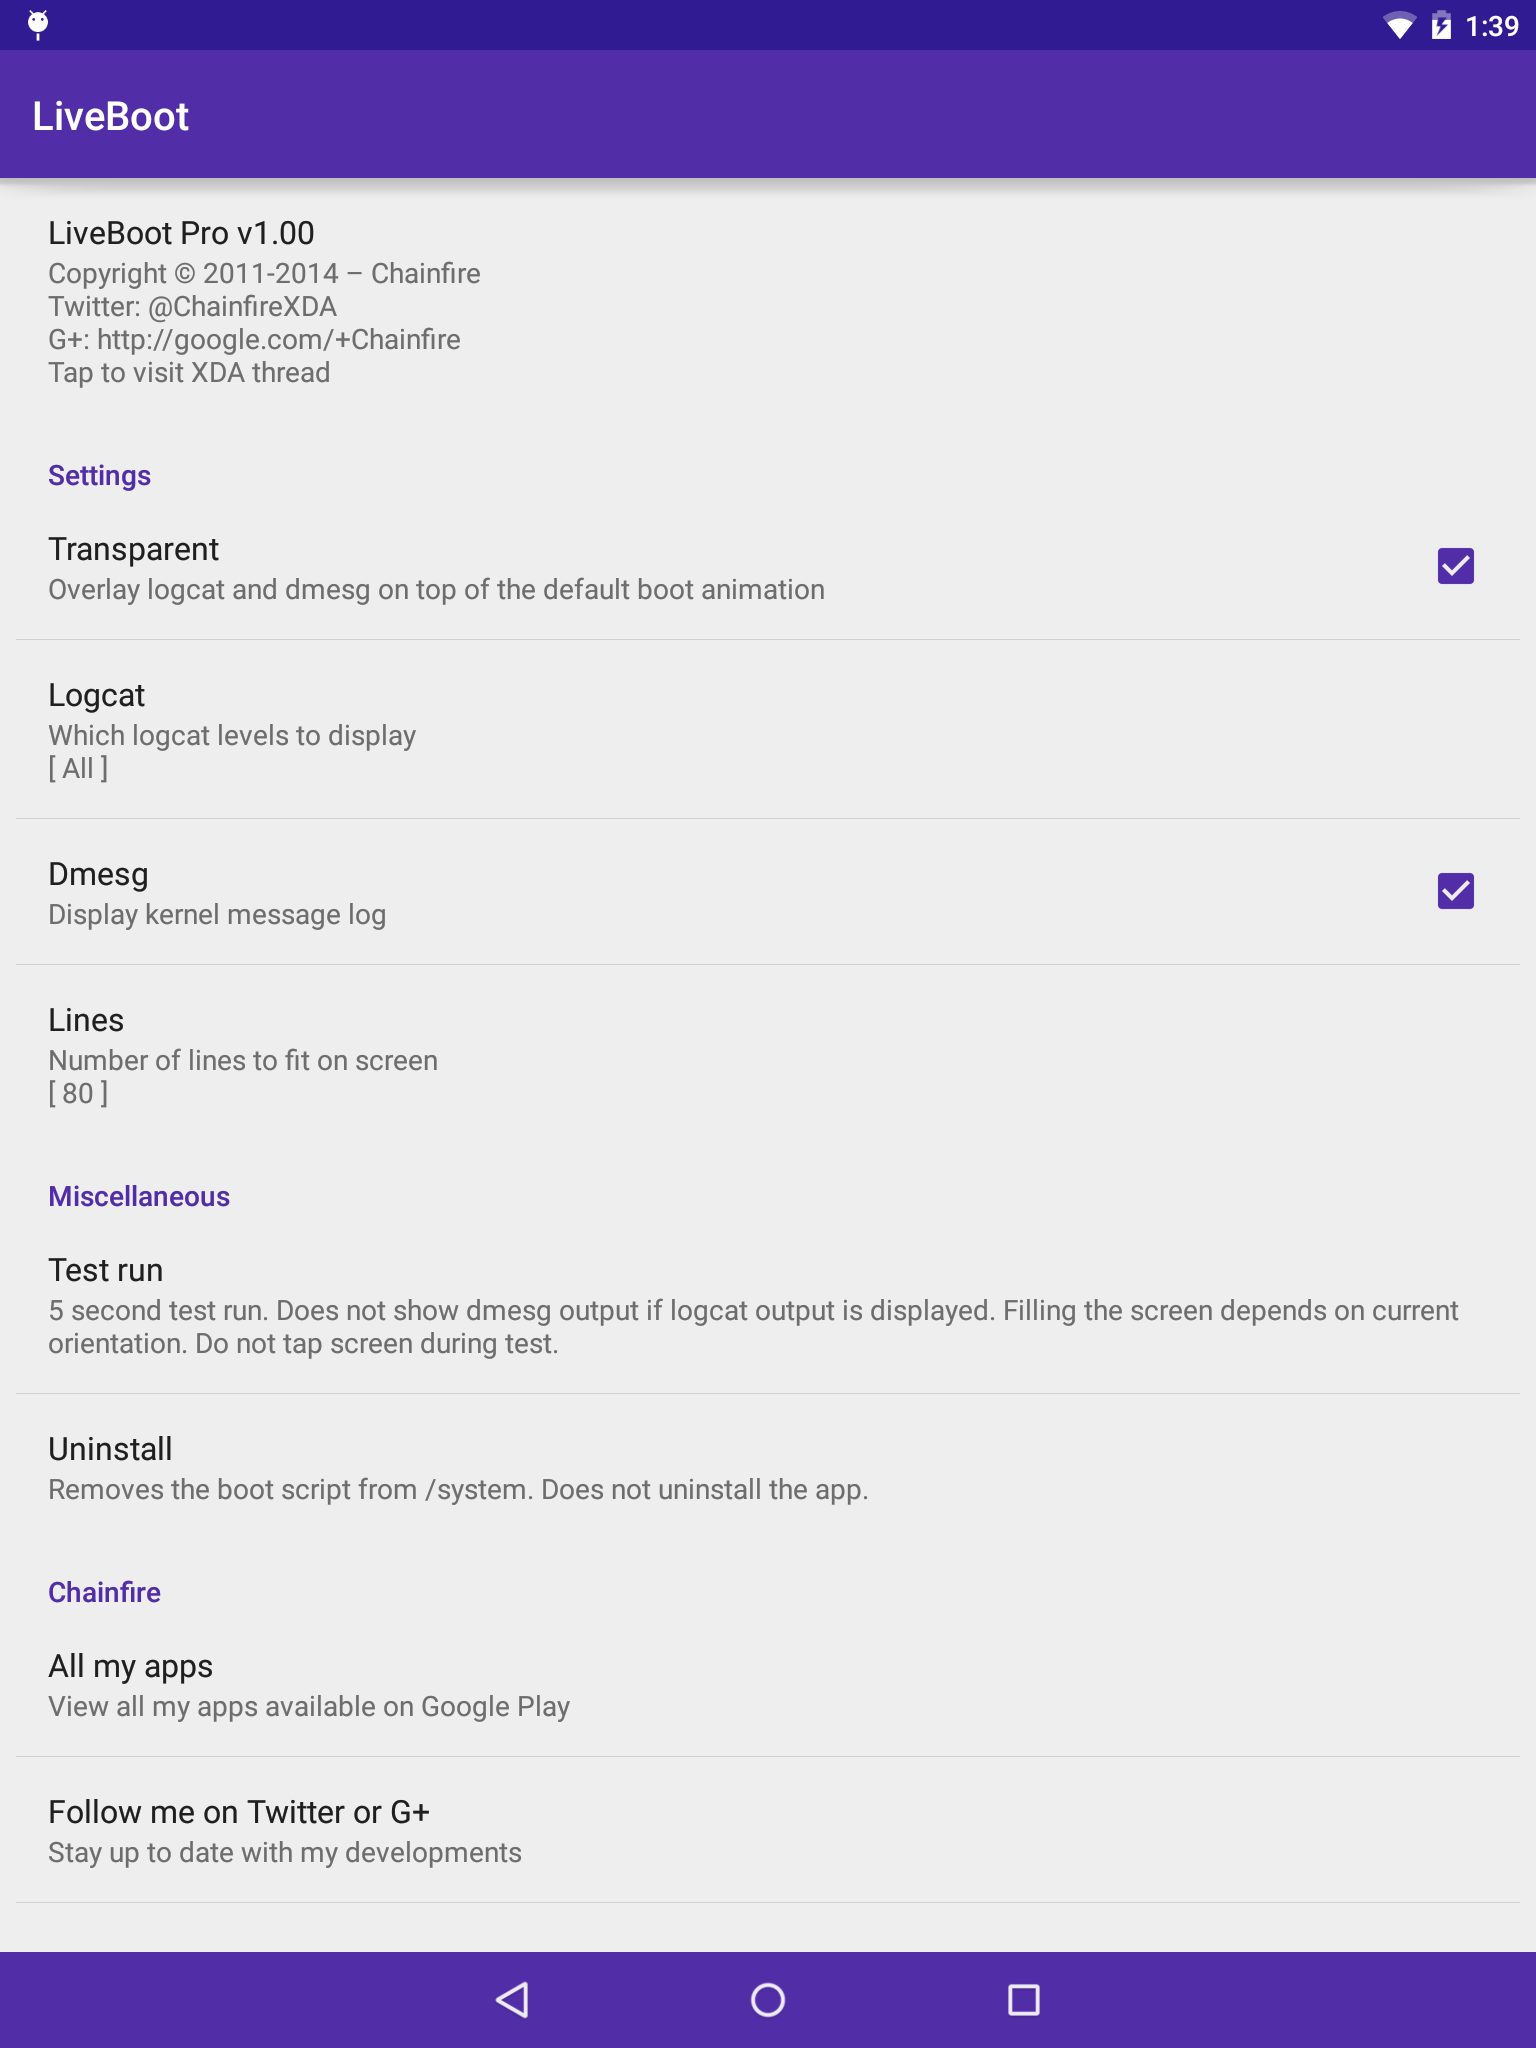 1:39
LiveBoot
LiveBoot Pro v1.00
Copyright © 2011-2014 – Chainfire
Twitter: @ChainfireXDA
G+: http://google.com/+Chainfire
Tap to visit XDA thread
Settings
Transparent
Overlay logcat and dmesg on top of the default boot animation
Logcat
Which logcat levels to display
[ All ]
Dmesg
Display kernel message log
Lines
Number of lines to fit on screen
[ 80 ]
Miscellaneous
Test run
5 second test run. Does not show dmesg output if logcat output is displayed. Filling the screen depends on current
orientation. Do not tap screen during test.
Uninstall
Removes the boot script from /system. Does not uninstall the app.
Chainfire
All my apps
View all my apps available on Google Play
Follow me on Twitter or G+
Stay up to date with my developments